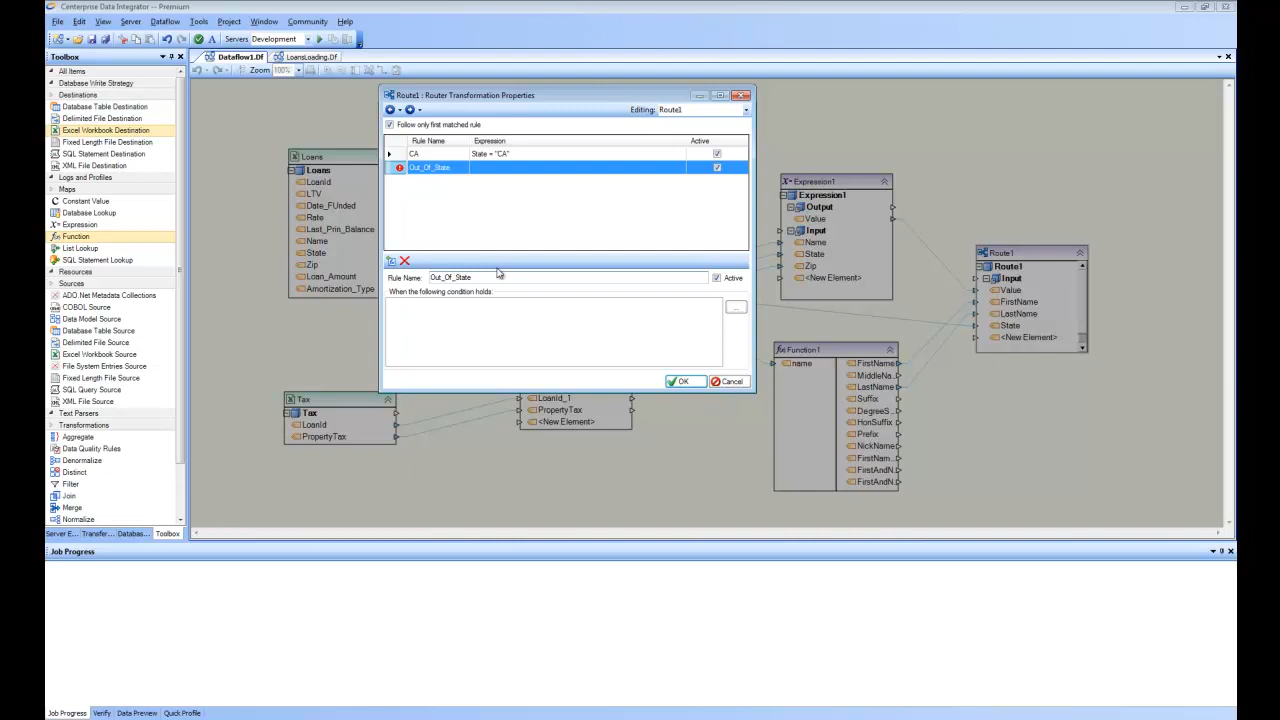 Centerprise Data Integrator -- Premium
File Edit View Server Dataflow Tools Project Window Community Help
Servers Development
Toolbox
Dataflow1.Df LoansLoading.Df
Zoom 100%
All Items
Database Write Strategy
Destinations
Database Table Destination
Delimited File Destination
Excel Workbook Destination
Fixed Length File Destination
SQL Statement Destination
XML File Destination
Logs and Profiles
Maps
Constant Value
Database Lookup
Expression
Function
List Lookup
SQL Statement Lookup
Resources
Sources
ADO.Net Metadata Collections
COBOL Source
Data Model Source
Database Table Source
Delimited File Source
Excel Workbook Source
File System Entries Source
Fixed Length File Source
SQL Query Source
XML File Source
Text Parsers
Transformations
Aggregate
Data Quality Rules
Denormalize
Distinct
Filter
Join
Merge
Normalize
Server E... Transfer... Databas... Toolbox
Loans
Loans
LoanId
LTV
Date_FUnded
Rate
Last_Prin_Balance
Name
State
Zip
Loan_Amount
Amortization_Type
Tax
Tax
LoanId
PropertyTax
LoanId_1
PropertyTax
<New Element>
Route1 : Router Transformation Properties
Editing: Route1
Follow only first matched rule
Rule Name Expression Active
CA State = "CA"
Out_Of_State
Rule Name: Out_Of_State Active
When the following condition holds:
...
OK Cancel
Expression1
Expression1
Output
Value
Input
Name
State
Zip
<New Element>
Function1
name
FirstName
MiddleNa..
LastName
Suffix
DegreeS..
HonSuffix
Prefix
NickName
FirstNam..
FirstAndN..
FirstAndN..
Route1
Route1
Input
Value
FirstName
LastName
State
<New Element>
Job Progress
Job Progress Verify Data Preview Quick Profile